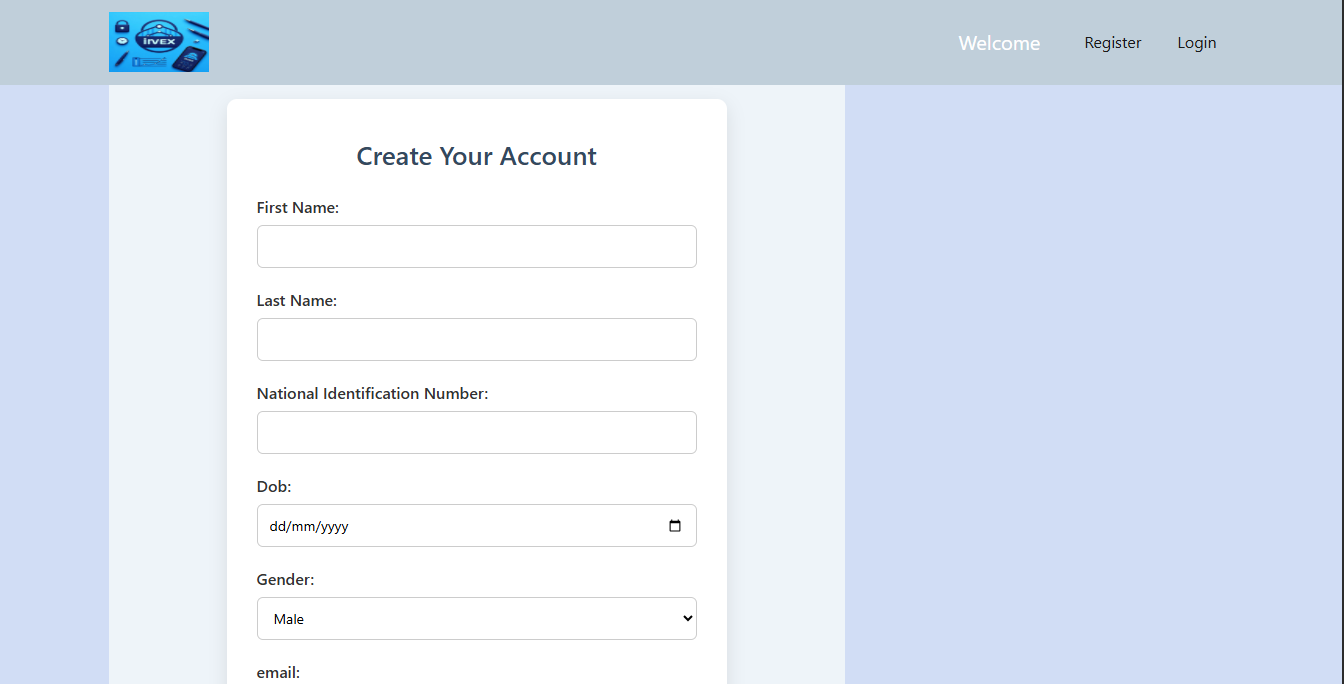 irvex
Welcome
Register
Login
Create Your Account
First Name:
Last Name:
National Identification Number:
Dob:
dd/mm/yyyy
Gender:
Male
email: